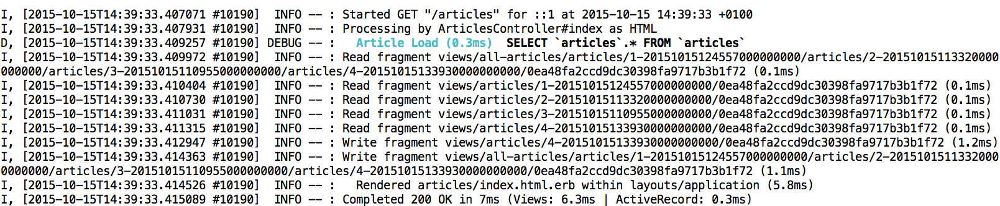 I, [2015-10-15T14:39:33.407071 #10190]  INFO -- : Started GET "/articles" for ::1 at 2015-10-15 14:39:33 +0100
I, [2015-10-15T14:39:33.407931 #10190]  INFO -- : Processing by ArticlesController#index as HTML
D, [2015-10-15T14:39:33.409257 #10190] DEBUG -- :   Article Load (0.3ms)  SELECT `articles`.* FROM `articles`
I, [2015-10-15T14:39:33.409972 #10190]  INFO -- : Read fragment views/all-articles/articles/1-20151015124557000000000/articles/2-20151015113320000
000000/articles/3-20151015110955000000000/articles/4-20151015133930000000000/0ea48fa2ccd9dc30398fa9717b3b1f72 (0.1ms)
I, [2015-10-15T14:39:33.410404 #10190]  INFO -- : Read fragment views/articles/1-20151015124557000000000/0ea48fa2ccd9dc30398fa9717b3b1f72 (0.1ms)
I, [2015-10-15T14:39:33.410730 #10190]  INFO -- : Read fragment views/articles/2-20151015113320000000000/0ea48fa2ccd9dc30398fa9717b3b1f72 (0.1ms)
I, [2015-10-15T14:39:33.411031 #10190]  INFO -- : Read fragment views/articles/3-20151015110955000000000/0ea48fa2ccd9dc30398fa9717b3b1f72 (0.1ms)
I, [2015-10-15T14:39:33.411315 #10190]  INFO -- : Read fragment views/articles/4-20151015133930000000000/0ea48fa2ccd9dc30398fa9717b3b1f72 (0.1ms)
I, [2015-10-15T14:39:33.412947 #10190]  INFO -- : Write fragment views/articles/4-20151015133930000000000/0ea48fa2ccd9dc30398fa9717b3b1f72 (1.2ms)
I, [2015-10-15T14:39:33.414363 #10190]  INFO -- : Write fragment views/all-articles/articles/1-20151015124557000000000/articles/2-2015101511332000
0000000/articles/3-20151015110955000000000/articles/4-20151015133930000000000/0ea48fa2ccd9dc30398fa9717b3b1f72 (1.1ms)
I, [2015-10-15T14:39:33.414526 #10190]  INFO -- :   Rendered articles/index.html.erb within layouts/application (5.8ms)
I, [2015-10-15T14:39:33.415089 #10190]  INFO -- : Completed 200 OK in 7ms (Views: 6.3ms | ActiveRecord: 0.3ms)